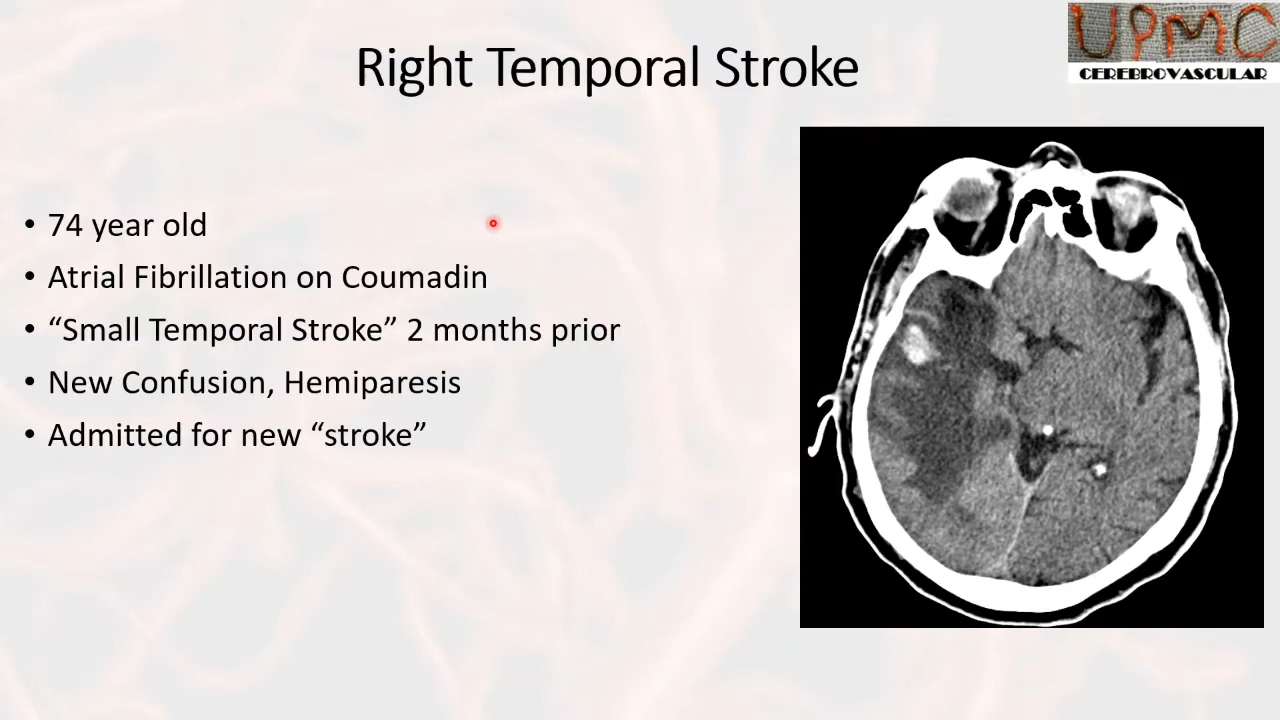 Right Temporal Stroke
UPMC
CEREBROVASCULAR
• 74 year old
• Atrial Fibrillation on Coumadin
• “Small Temporal Stroke” 2 months prior
• New Confusion, Hemiparesis
• Admitted for new “stroke”